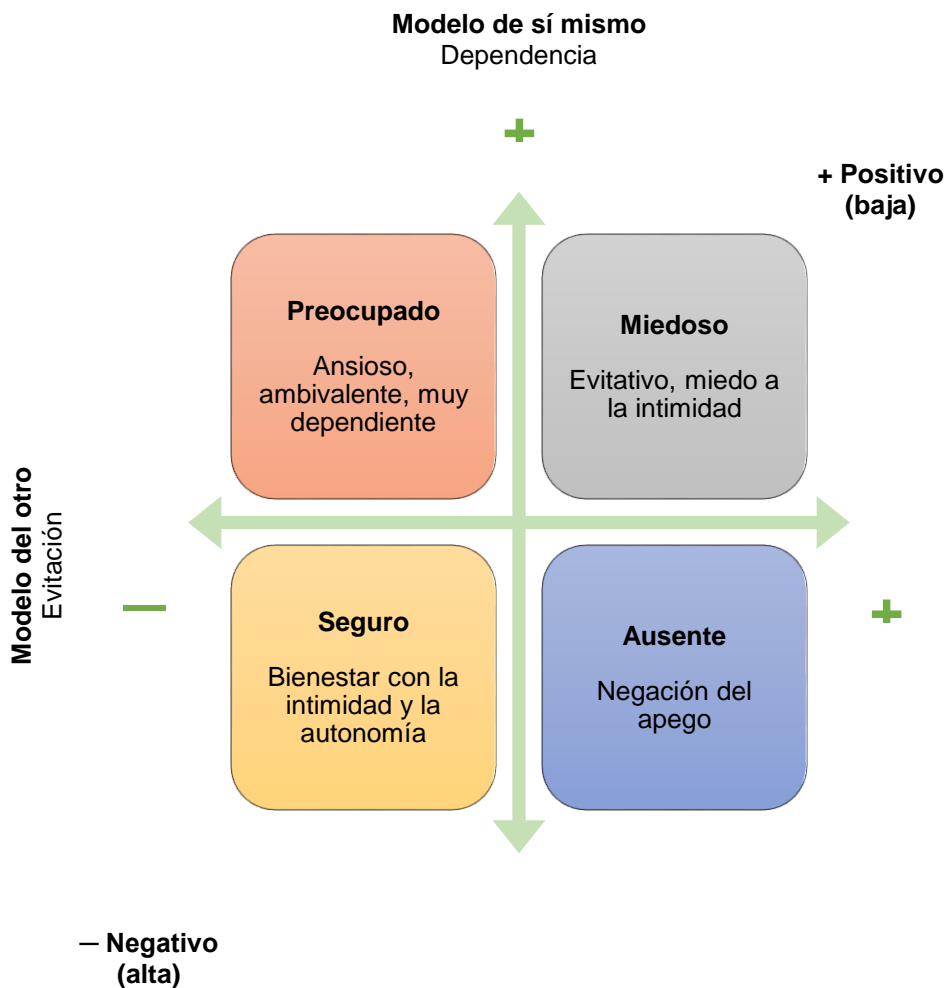 Modelo de sí mismo
Dependencia
+
+ Positivo
(baja)
Preocupado
Ansioso,
ambivalente, muy
dependiente
Miedoso
Evitativo, miedo a
la intimidad
Modelo del otro
Evitación
—
+
Seguro
Bienestar con la
intimidad y la
autonomía
Ausente
Negación del
apego
— Negativo
(alta)